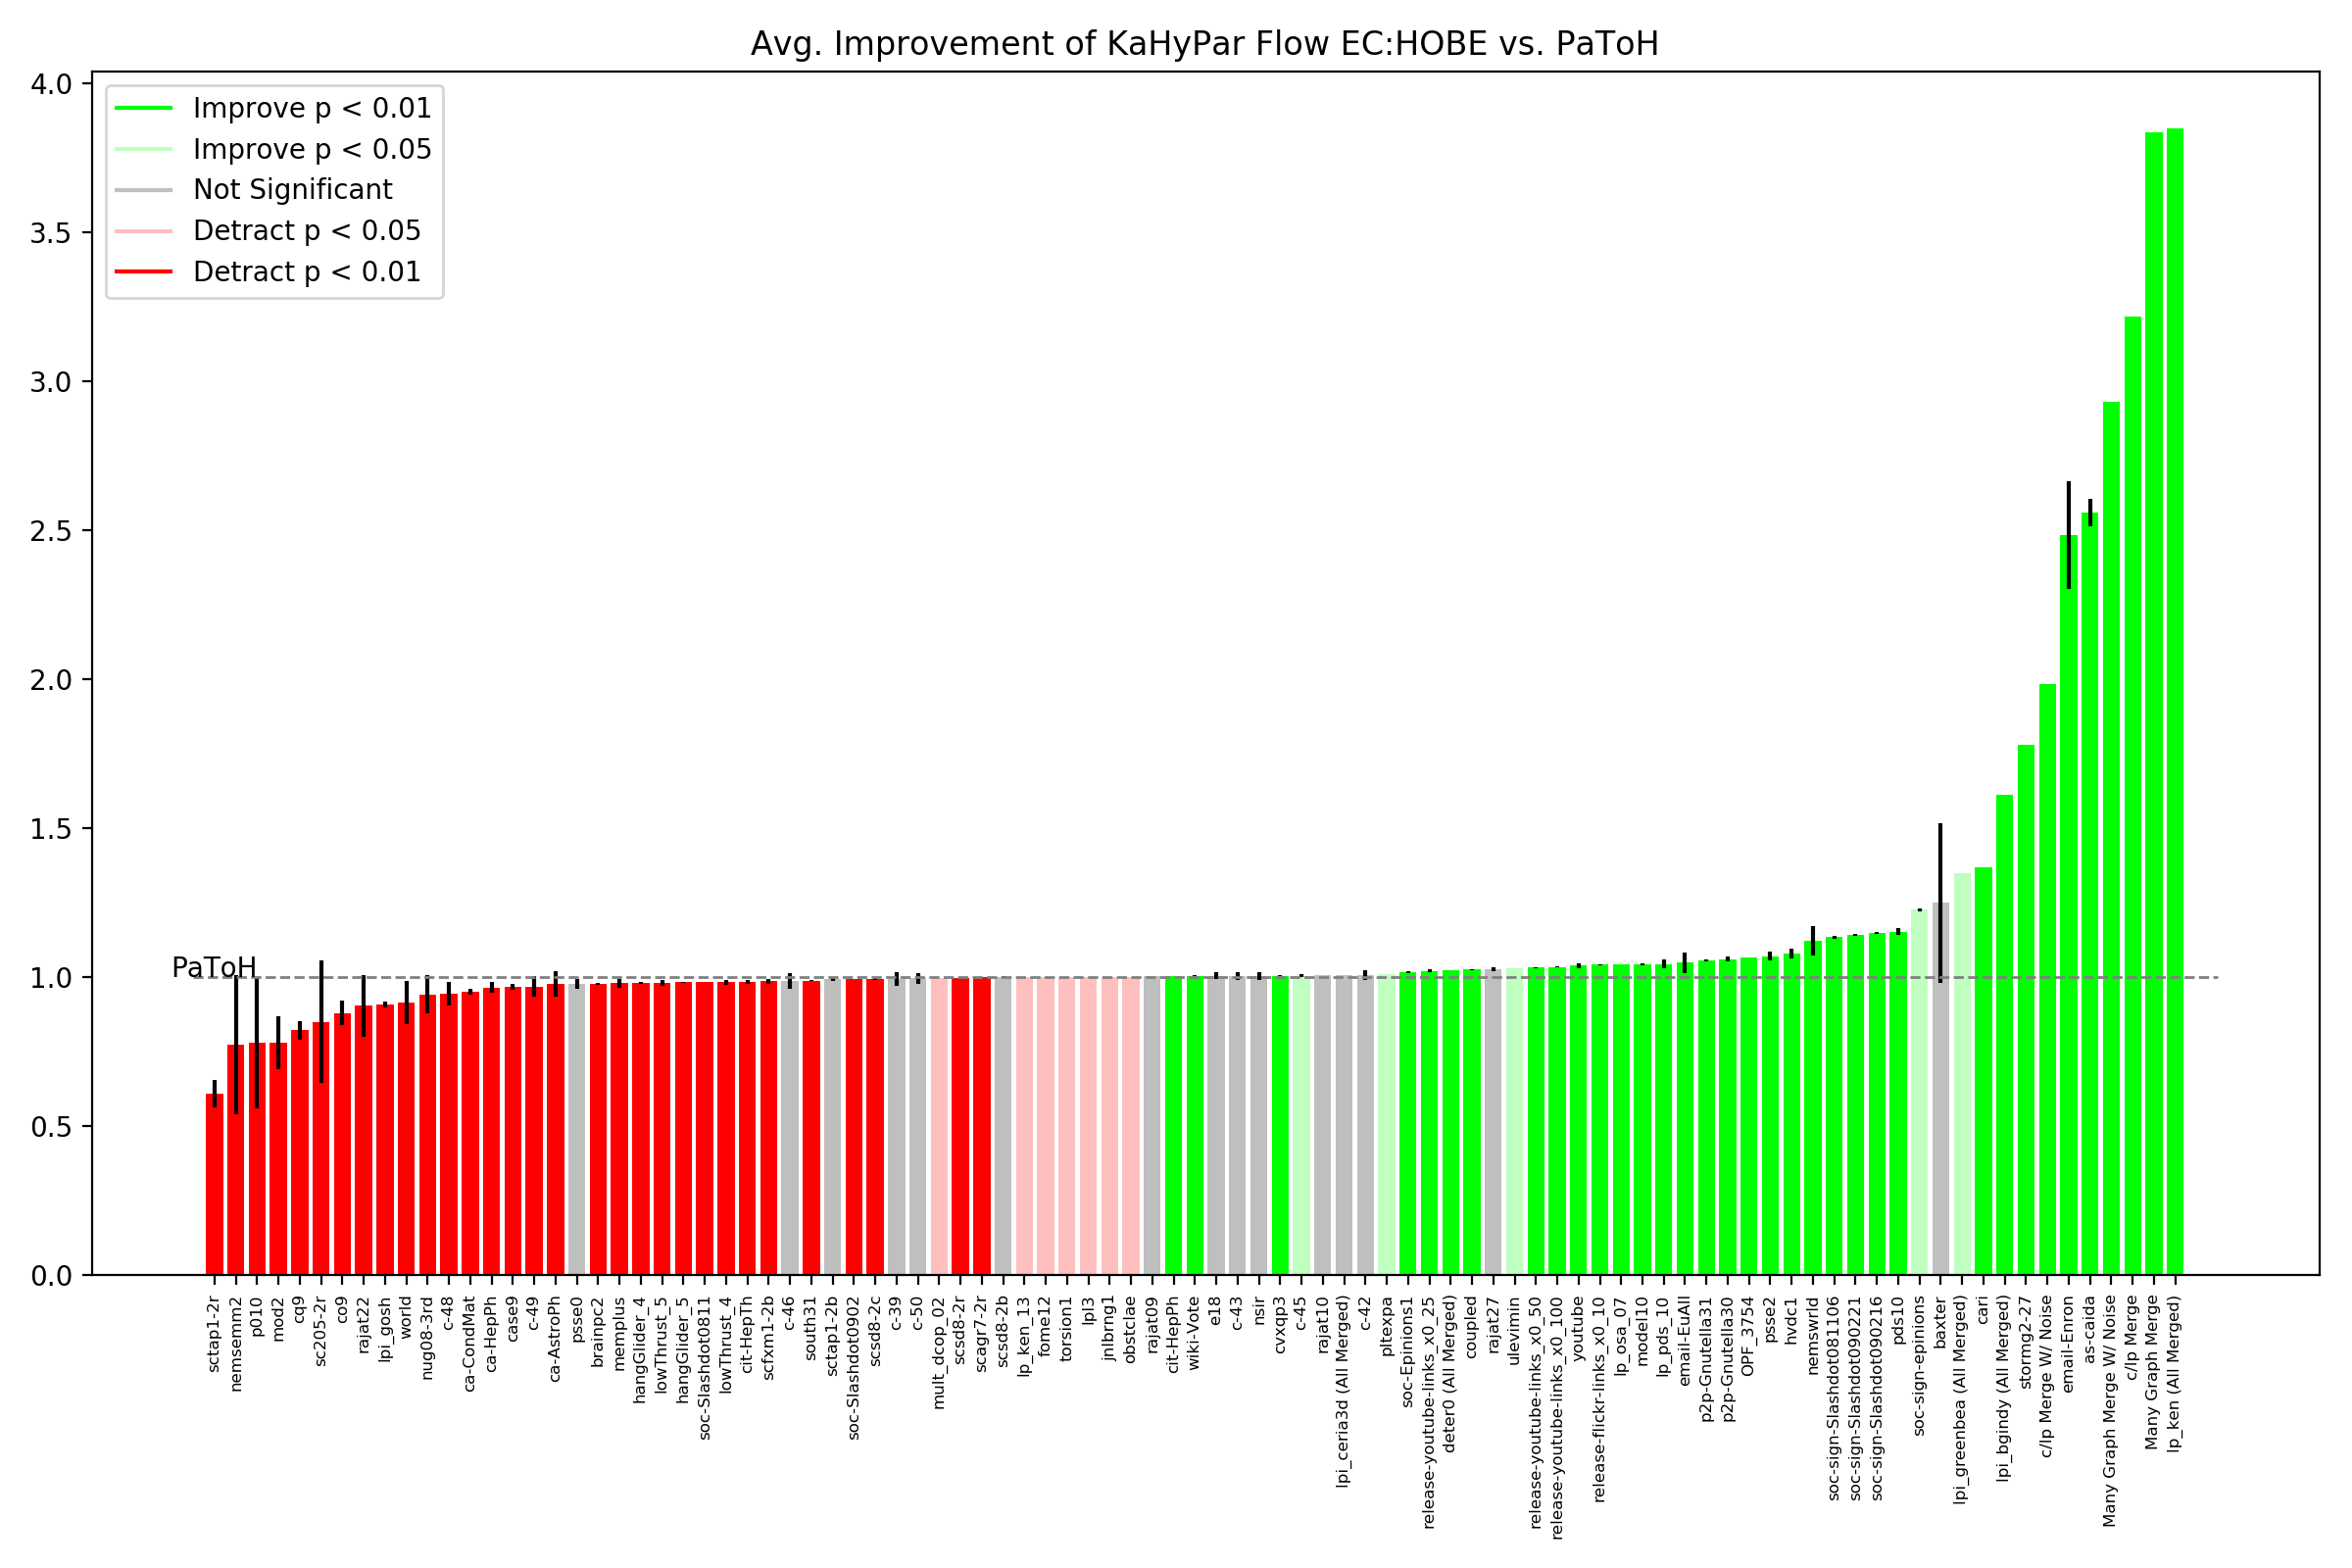 Avg. Improvement of KaHyPar Flow EC:HOBE vs. PaToH
4.0
3.5
3.0
2.5
2.0
1.5
1.0
0.5
0.0
Improve p < 0.01
Improve p < 0.05
Not Significant
Detract p < 0.05
Detract p < 0.01
PaToH
sctap1-2r
nemsemm2
p010
mod2
cq9
sc205-2r
co9
rajat22
lpi_gosh
world
nug08-3rd
c-48
ca-CondMat
ca-HepPh
case9
c-49
ca-AstroPh
psse0
brainpc2
memplus
hangGlider_4
lowThrust_5
hangGlider_5
soc-Slashdot0811
lowThrust_4
cit-HepTh
scfxm1-2b
c-46
south31
sctap1-2b
soc-Slashdot0902
scsd8-2c
c-39
c-50
mult_dcop_02
scsd8-2r
scagr7-2r
scsd8-2b
lp_ken_13
fome12
torsion1
lpl3
jnlbrng1
obstclae
rajat09
cit-HepPh
wiki-Vote
e18
c-43
nsir
cvxqp3
c-45
rajat10
lpi_ceria3d (All Merged)
c-42
pltexpa
soc-Epinions1
release-youtube-links_x0_25
deter0 (All Merged)
coupled
rajat27
ulevimin
release-youtube-links_x0_50
release-youtube-links_x0_100
youtube
release-flickr-links_x0_10
lp_osa_07
model10
lp_pds_10
email-EuAll
p2p-Gnutella31
p2p-Gnutella30
OPF_3754
psse2
hvdc1
nemswrld
soc-sign-Slashdot081106
soc-sign-Slashdot090221
soc-sign-Slashdot090216
pds10
soc-sign-epinions
baxter
lpi_greenbea (All Merged)
cari
lpi_bgindy (All Merged)
stormg2-27
c/lp Merge W/ Noise
email-Enron
as-caida
Many Graph Merge W/ Noise
c/lp Merge
Many Graph Merge
lp_ken (All Merged)